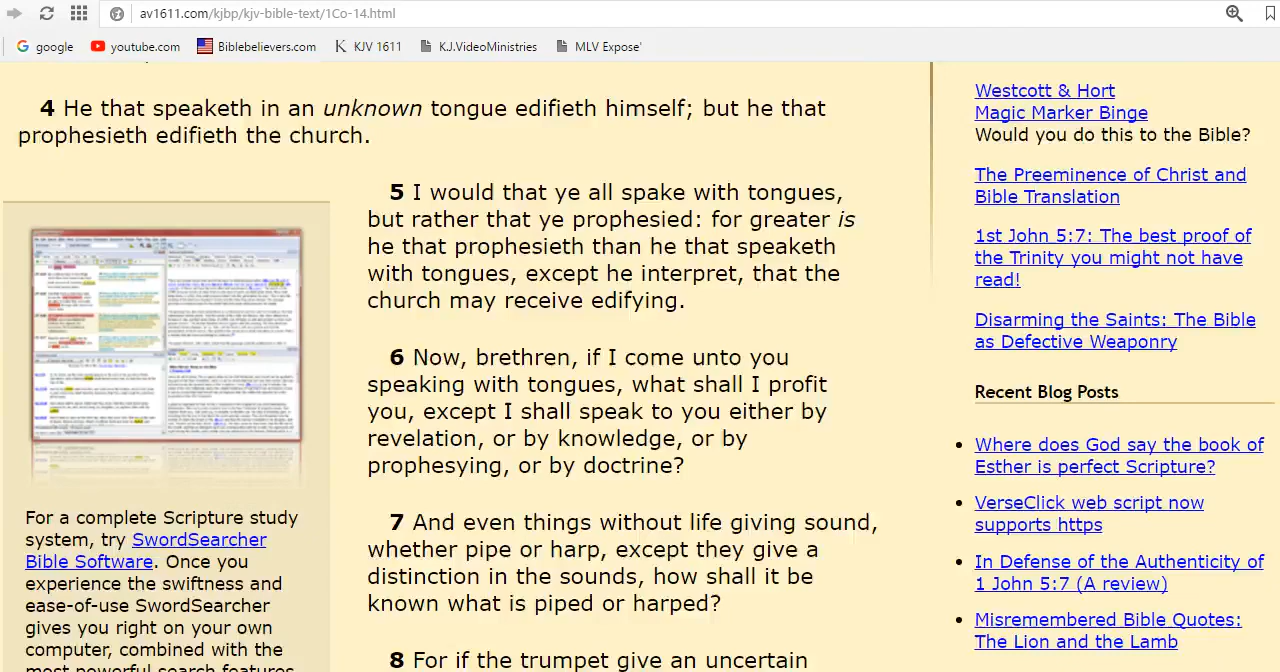 av1611.com/kjbp/kjv-bible-text/1Co-14.html
google youtube.com Biblebelievers.com KJV 1611 K.J.VideoMinistries MLV Expose'
4 He that speaketh in an unknown tongue edifieth himself; but he that
prophesieth edifieth the church.
5 I would that ye all spake with tongues,
but rather that ye prophesied: for greater is
he that prophesieth than he that speaketh
with tongues, except he interpret, that the
church may receive edifying.
6 Now, brethren, if I come unto you
speaking with tongues, what shall I profit
you, except I shall speak to you either by
revelation, or by knowledge, or by
prophesying, or by doctrine?
7 And even things without life giving sound,
whether pipe or harp, except they give a
distinction in the sounds, how shall it be
known what is piped or harped?
8 For if the trumpet give an uncertain
For a complete Scripture study
system, try SwordSearcher
Bible Software. Once you
experience the swiftness and
ease-of-use SwordSearcher
gives you right on your own
computer, combined with the
most powerful search features
Westcott & Hort
Magic Marker Binge
Would you do this to the Bible?
The Preeminence of Christ and
Bible Translation
1st John 5:7: The best proof of
the Trinity you might not have
read!
Disarming the Saints: The Bible
as Defective Weaponry
Recent Blog Posts
Where does God say the book of
Esther is perfect Scripture?
VerseClick web script now
supports https
In Defense of the Authenticity of
1 John 5:7 (A review)
Misremembered Bible Quotes:
The Lion and the Lamb